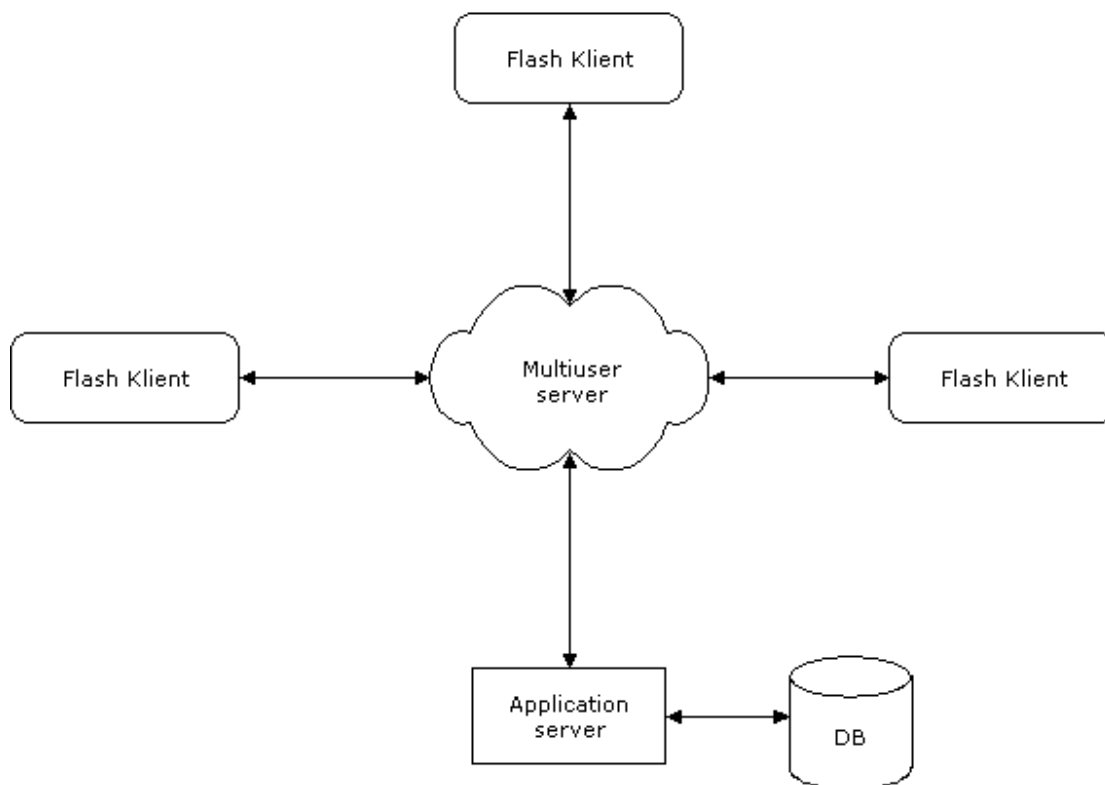 Flash Klient
Flash Klient
Multiuser
server
Flash Klient
Application
server
DB